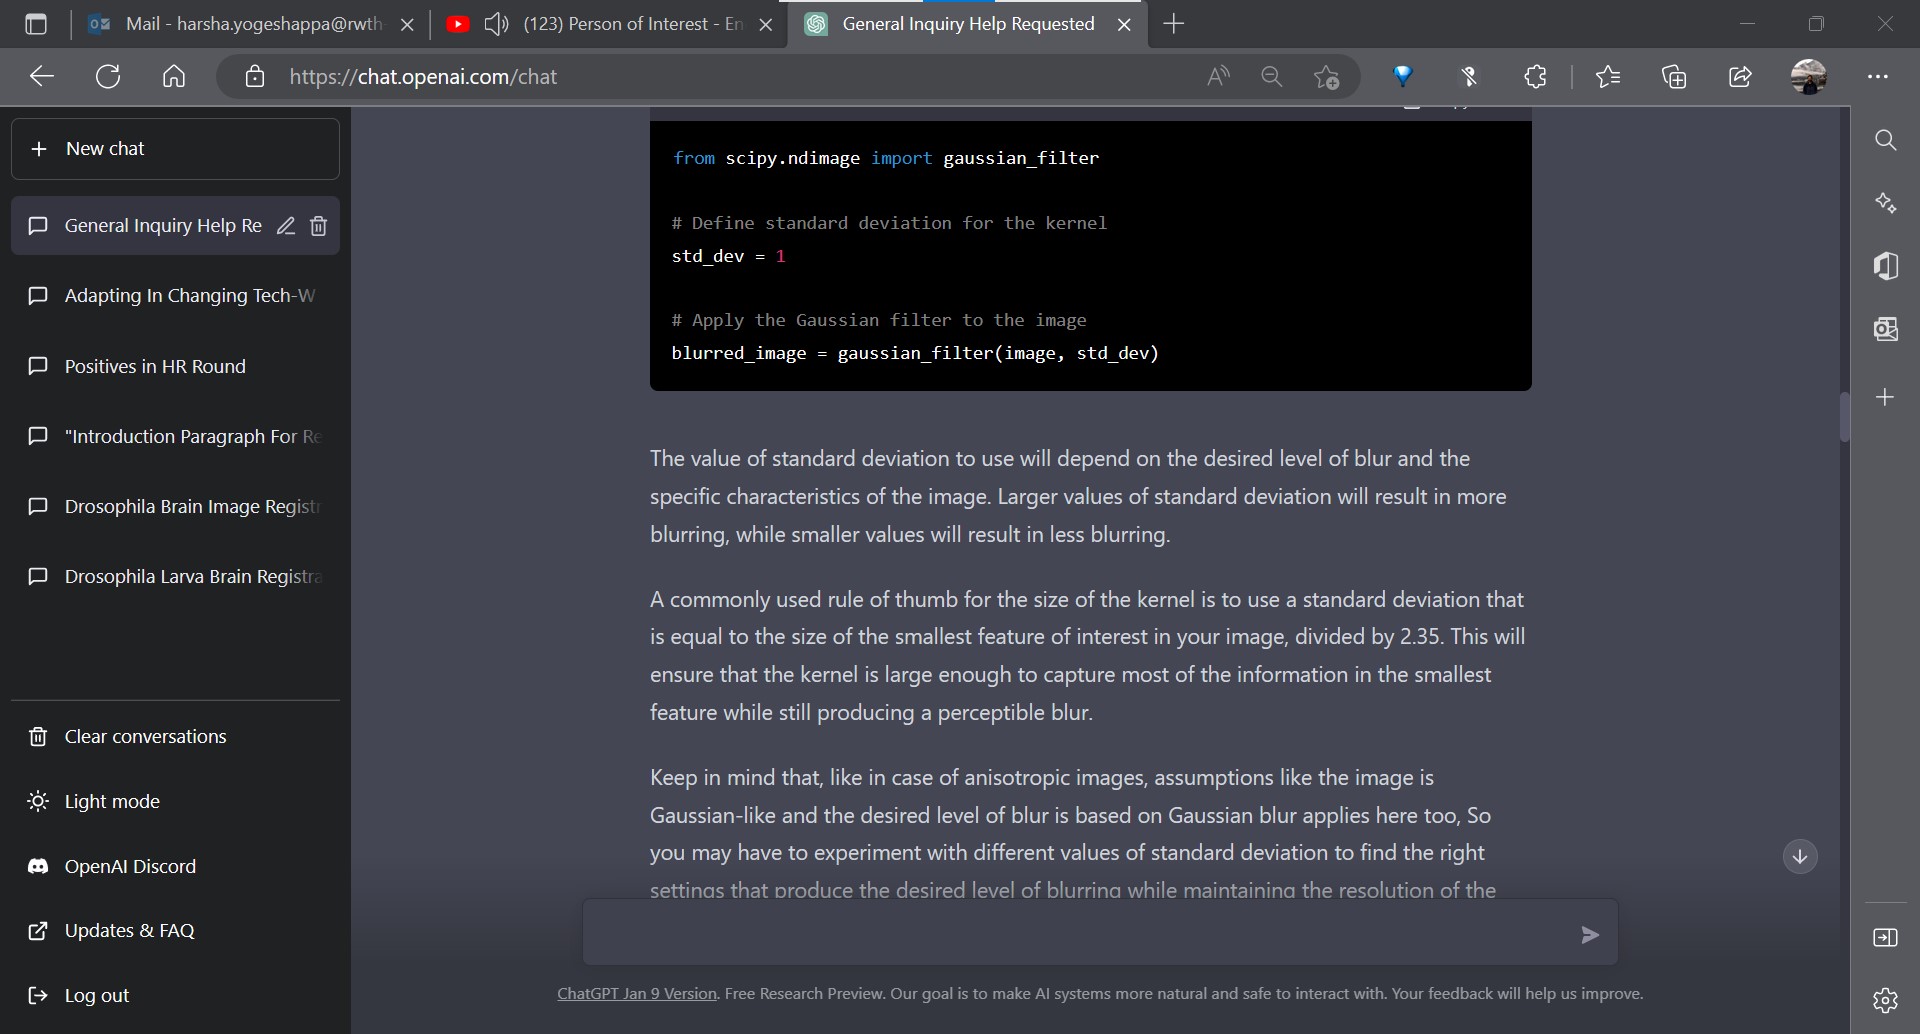 Mail - harsha.yogeshappa@rwth-
(123) Person of Interest - En
General Inquiry Help Requested
https://chat.openai.com/chat
New chat
General Inquiry Help Re
Adapting In Changing Tech-W
Positives in HR Round
"Introduction Paragraph For Re
Drosophila Brain Image Registr
Drosophila Larva Brain Registra
Clear conversations
Light mode
OpenAI Discord
Updates & FAQ
Log out
from scipy.ndimage import gaussian_filter
# Define standard deviation for the kernel
std_dev = 1
# Apply the Gaussian filter to the image
blurred_image = gaussian_filter(image, std_dev)
The value of standard deviation to use will depend on the desired level of blur and the
specific characteristics of the image. Larger values of standard deviation will result in more
blurring, while smaller values will result in less blurring.
A commonly used rule of thumb for the size of the kernel is to use a standard deviation that
is equal to the size of the smallest feature of interest in your image, divided by 2.35. This will
ensure that the kernel is large enough to capture most of the information in the smallest
feature while still producing a perceptible blur.
Keep in mind that, like in case of anisotropic images, assumptions like the image is
Gaussian-like and the desired level of blur is based on Gaussian blur applies here too, So
you may have to experiment with different values of standard deviation to find the right
settings that produce the desired level of blurring while maintaining the resolution of the
ChatGPT Jan 9 Version. Free Research Preview. Our goal is to make AI systems more natural and safe to interact with. Your feedback will help us improve.